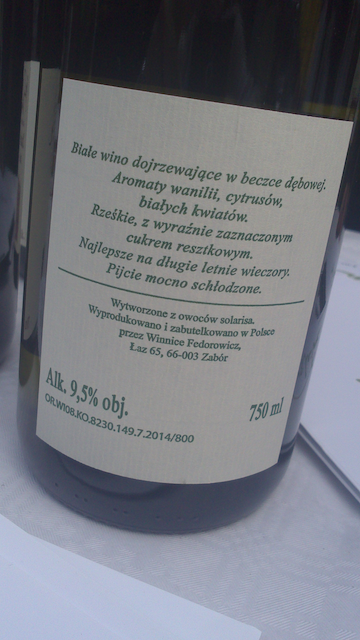 Białe wino dojrzewające w beczce dębowej.
Aromaty wanilii, cytrusów,
białych kwiatów.
Rześkie, z wyraźnie zaznaczonym
cukrem resztkowym.
Najlepsze na długie letnie wieczory.
Pijcie mocno schłodzone.
Wytworzone z owoców solarisa.
Wyprodukowano i zabutelkowano w Polsce
przez Winnice Fedorowicz,
Łaz 65, 66-003 Zabór
Alk. 9,5% obj.
750 ml
OR.WI08.KO.8230.149.7.2014/800